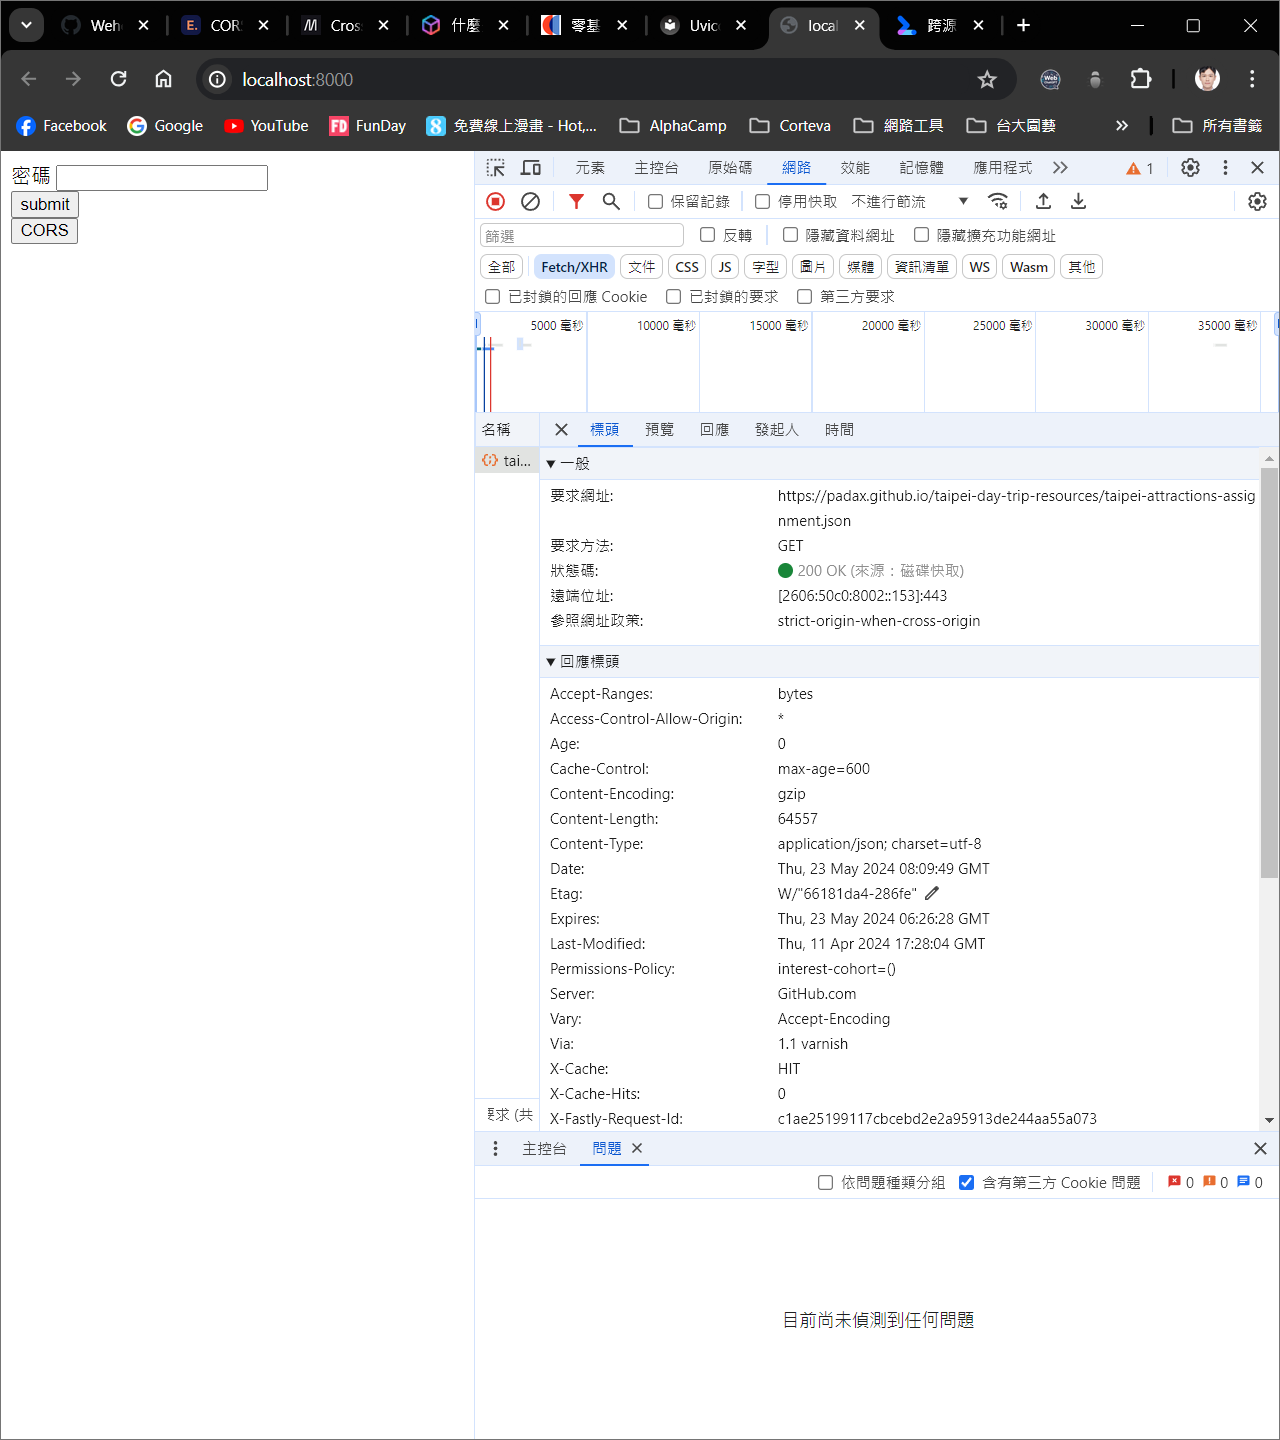 Weh
E. COR
M Cros
什麼
零基
Uvic
local
跨源
localhost:8000
Facebook Google YouTube FunDay 免費線上漫畫 - Hot,... AlphaCamp Corteva 網路工具 台大園藝 所有書籤
密碼
submit
CORS
元素 主控台 原始碼 網路 效能 記憶體 應用程式 1
保留記錄 停用快取 不進行節流
篩選 反轉 隱藏資料網址 隱藏擴充功能網址
全部 Fetch/XHR 文件 CSS JS 字型 圖片 媒體 資訊清單 WS Wasm 其他
已封鎖的回應 Cookie 已封鎖的要求 第三方要求
5000 毫秒 10000 毫秒 15000 毫秒 20000 毫秒 25000 毫秒 30000 毫秒 35000 毫秒
名稱 標頭 預覽 回應 發起人 時間
tai...
一般
要求網址: https://padax.github.io/taipei-day-trip-resources/taipei-attractions-assig
nment.json
要求方法: GET
狀態碼: 200 OK (來源：磁碟快取)
遠端位址: [2606:50c0:8002::153]:443
參照網址政策: strict-origin-when-cross-origin
回應標頭
Accept-Ranges: bytes
Access-Control-Allow-Origin: *
Age: 0
Cache-Control: max-age=600
Content-Encoding: gzip
Content-Length: 64557
Content-Type: application/json; charset=utf-8
Date: Thu, 23 May 2024 08:09:49 GMT
Etag: W/"66181da4-286fe"
Expires: Thu, 23 May 2024 06:26:28 GMT
Last-Modified: Thu, 11 Apr 2024 17:28:04 GMT
Permissions-Policy: interest-cohort=()
Server: GitHub.com
Vary: Accept-Encoding
Via: 1.1 varnish
X-Cache: HIT
X-Cache-Hits: 0
X-Fastly-Request-Id: c1ae25199117cbcebd2e2a95913de244aa55a073
要求 (共
主控台 問題
依問題種類分組 含有第三方 Cookie 問題 0 0 0
目前尚未偵測到任何問題